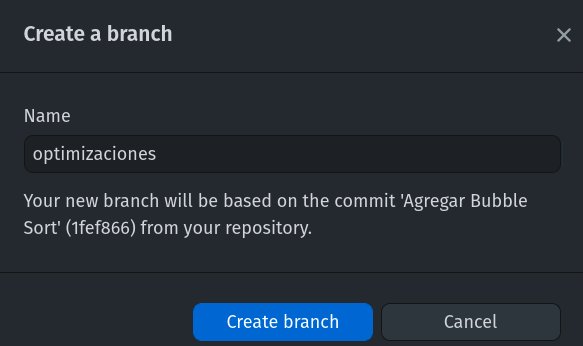 Create a branch
Name
optimizaciones
Your new branch will be based on the commit 'Agregar Bubble
Sort' (1fef866) from your repository.
Create branch
Cancel